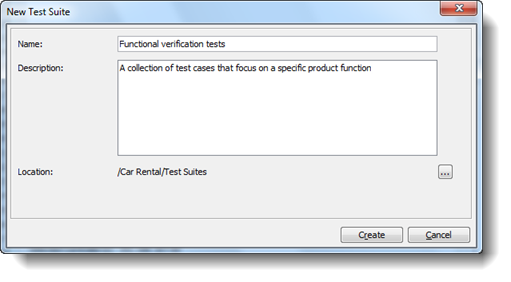 New Test Suite
Name: Functional verification tests
Description: A collection of test cases that focus on a specific product function
Location: /Car Rental/Test Suites ...
Create Cancel